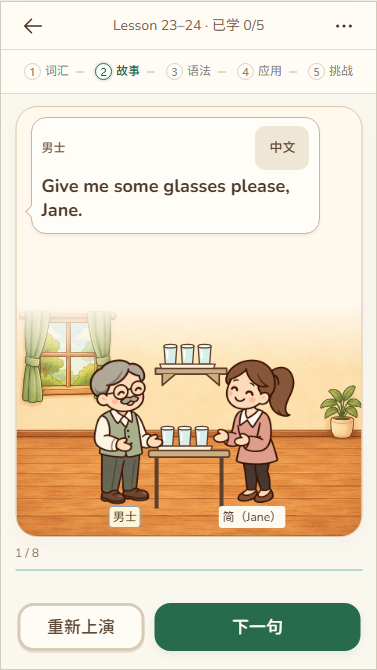 Lesson 23–24 · 已学 0/5
1 词汇 – 2 故事 – 3 语法 – 4 应用 – 5 挑战
男士
中文
Give me some glasses please,
Jane.
男士
简（Jane）
1 / 8
重新上演
下一句